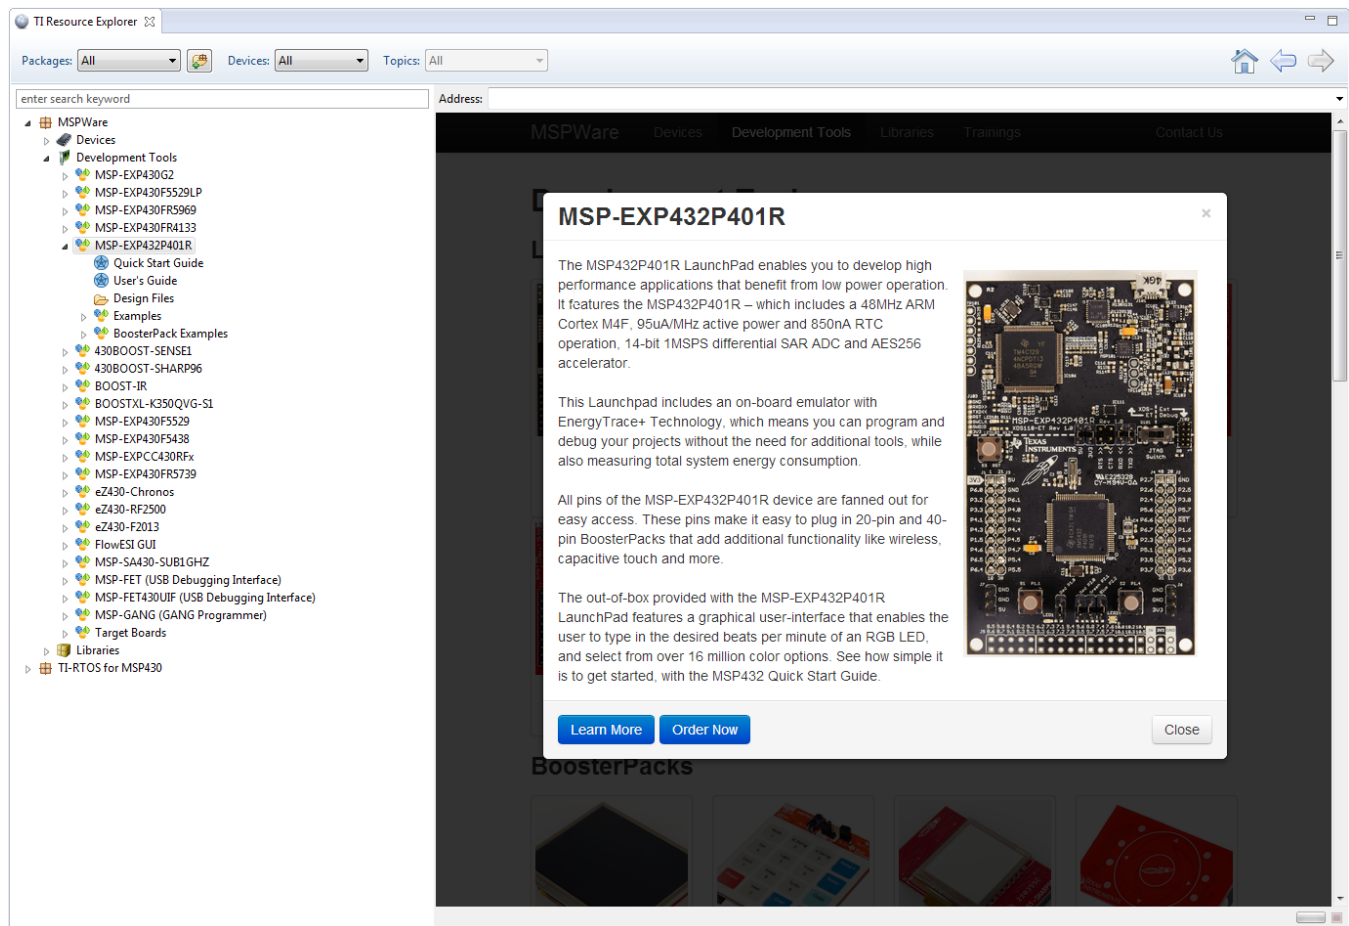 TI Resource Explorer
Packages: All
Devices: All
Topics: All
enter search keyword
Address:
MSPWare
Devices
Development Tools
MSP-EXP430G2
MSP-EXP430F5529LP
MSP-EXP430FR5969
MSP-EXP430FR4133
MSP-EXP432P401R
Quick Start Guide
User's Guide
Design Files
Examples
BoosterPack Examples
430BOOST-SENSE1
430BOOST-SHARP96
BOOST-IR
BOOSTXL-K350QVG-S1
MSP-EXP430F5529
MSP-EXP430F5438
MSP-EXPCC430RFx
MSP-EXP430FR5739
eZ430-Chronos
eZ430-RF2500
eZ430-F2013
FlowESI GUI
MSP-SA430-SUB1GHZ
MSP-FET (USB Debugging Interface)
MSP-FET430UIF (USB Debugging Interface)
MSP-GANG (GANG Programmer)
Target Boards
Libraries
TI-RTOS for MSP430
MSPWare Devices Development Tools Libraries Trainings Contact Us
MSP-EXP432P401R
×
The MSP432P401R LaunchPad enables you to develop high
performance applications that benefit from low power operation.
It features the MSP432P401R – which includes a 48MHz ARM
Cortex M4F, 95uA/MHz active power and 850nA RTC
operation, 14-bit 1MSPS differential SAR ADC and AES256
accelerator.
This Launchpad includes an on-board emulator with
EnergyTrace+ Technology, which means you can program and
debug your projects without the need for additional tools, while
also measuring total system energy consumption.
All pins of the MSP-EXP432P401R device are fanned out for
easy access. These pins make it easy to plug in 20-pin and 40-
pin BoosterPacks that add additional functionality like wireless,
capacitive touch and more.
The out-of-box provided with the MSP-EXP432P401R
LaunchPad features a graphical user-interface that enables the
user to type in the desired beats per minute of an RGB LED,
and select from over 16 million color options. See how simple it
is to get started, with the MSP432 Quick Start Guide.
MSP-EXP432P401R
TEXAS
INSTRUMENTS
JTAG
Switch
Learn More
Order Now
Close
BoosterPacks